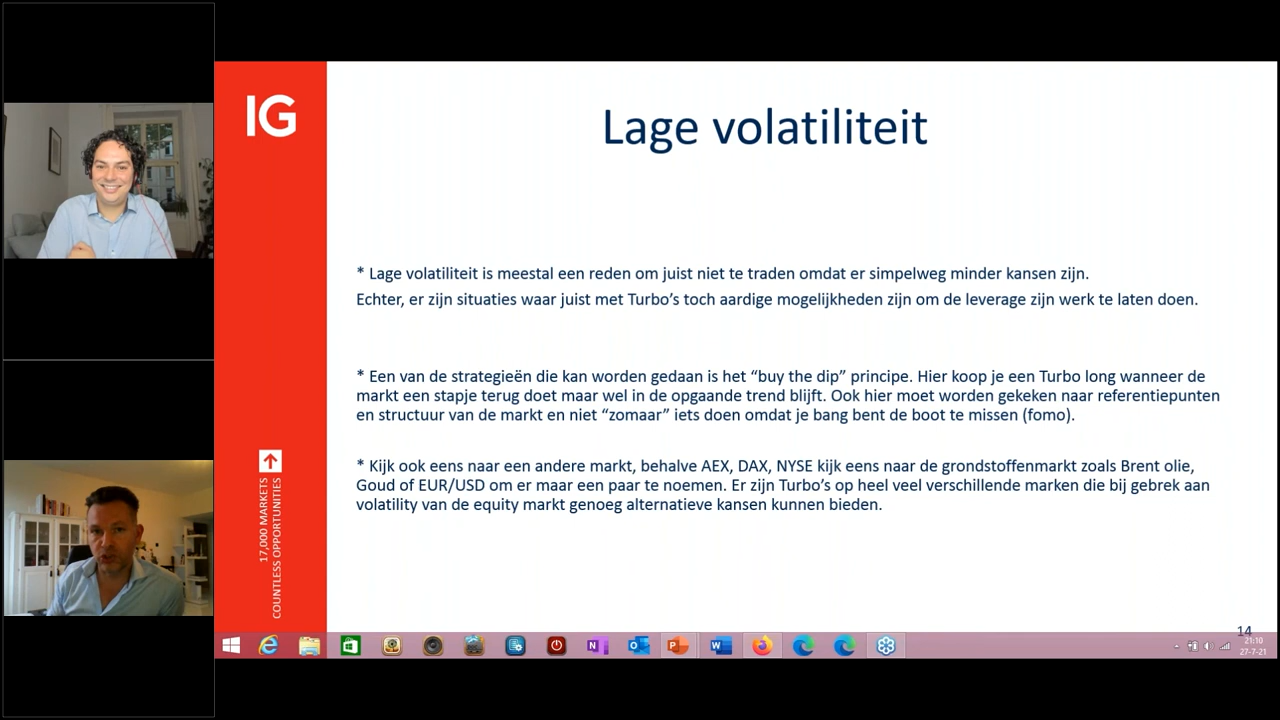 IG
Lage volatiliteit
* Lage volatiliteit is meestal een reden om juist niet te traden omdat er simpelweg minder kansen zijn.
Echter, er zijn situaties waar juist met Turbo’s toch aardige mogelijkheden zijn om de leverage zijn werk te laten doen.
* Een van de strategieën die kan worden gedaan is het “buy the dip” principe. Hier koop je een Turbo long wanneer de
markt een stapje terug doet maar wel in de opgaande trend blijft. Ook hier moet worden gekeken naar referentiepunten
en structuur van de markt en niet “zomaar” iets doen omdat je bang bent de boot te missen (fomo).
* Kijk ook eens naar een andere markt, behalve AEX, DAX, NYSE kijk eens naar de grondstoffenmarkt zoals Brent olie,
Goud of EUR/USD om er maar een paar te noemen. Er zijn Turbo’s op heel veel verschillende marken die bij gebrek aan
volatility van de equity markt genoeg alternatieve kansen kunnen bieden.
17,000 MARKETS
COUNTLESS OPPORTUNITIES
14
21:10
27-7-21